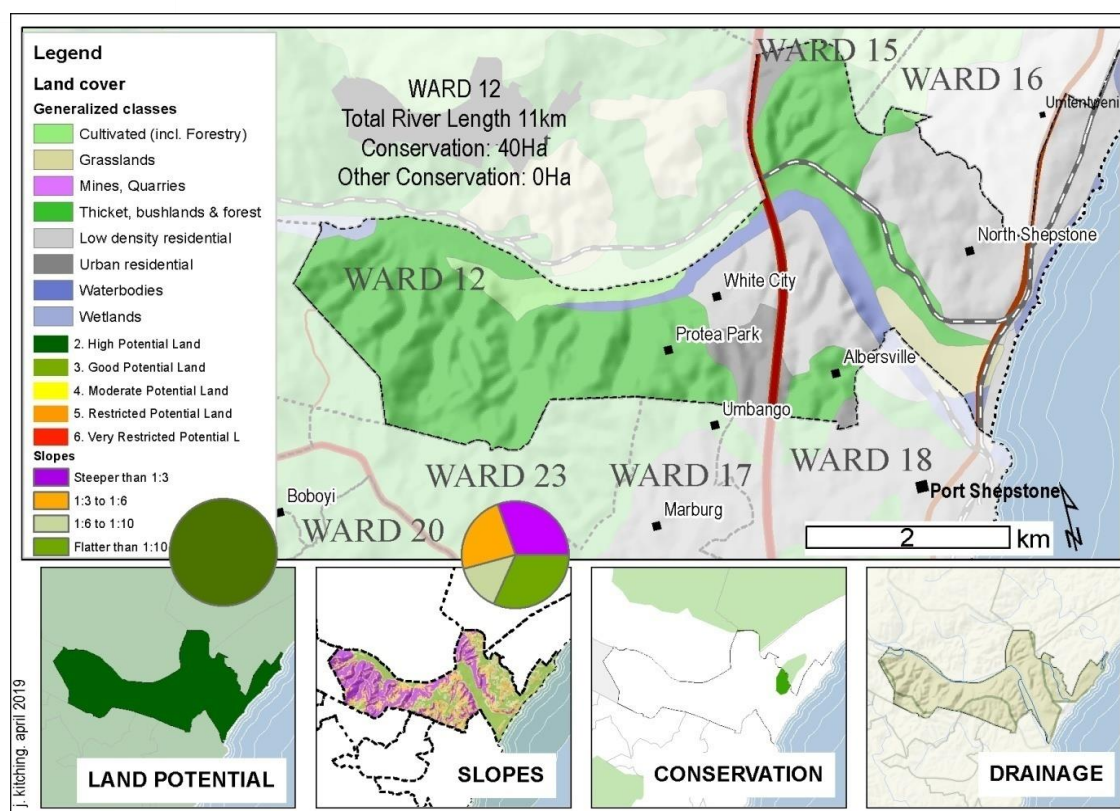 Legend
Land cover
Generalized classes
Cultivated (incl. Forestry)
Grasslands
Mines, Quarries
Thicket, bushlands & forest
Low density residential
Urban residential
Waterbodies
Wetlands
2. High Potential Land
3. Good Potential Land
4. Moderate Potential Land
5. Restricted Potential Land
6. Very Restricted Potential L
Slopes
Steeper than 1:3
1:3 to 1:6
1:6 to 1:10
Flatter than 1:10
WARD 12
Total River Length 11km
Conservation: 40Ha
Other Conservation: 0Ha
WARD 15
WARD 16
Umtentweni
North Shepstone
WARD 12
White City
Protea Park
Albersville
Umbango
WARD 23
WARD 17
WARD 18
Port Shepstone
Boboyi
WARD 20
Marburg
2 km
N
LAND POTENTIAL
SLOPES
CONSERVATION
DRAINAGE
j. kitching. april 2019